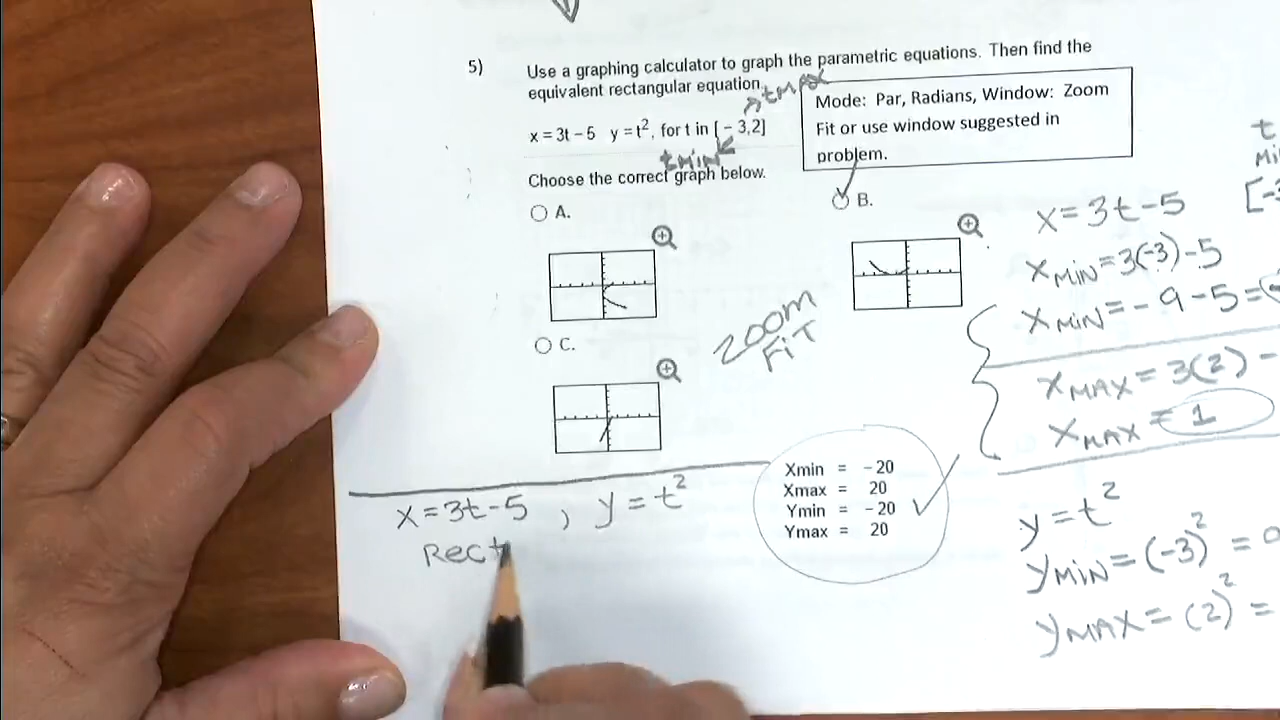 5) Use a graphing calculator to graph the parametric equations. Then find the
equivalent rectangular equation.
tmax
x = 3t – 5 y = t², for t in [– 3,2]
tmin
Choose the correct graph below.
Mode: Par, Radians, Window: Zoom
Fit or use window suggested in
problem.
A.
B.
C.
ZOOM
FIT
Xmin = -20
Xmax = 20
Ymin = -20
Ymax = 20
x = 3t - 5 , y = t²
Rect
t
[-3
x = 3t - 5
xMIN = 3(-3) - 5
xMIN = - 9 - 5 =
xMAX = 3(2) -
xMAX = 1
y = t²
yMIN = (-3)² =
yMAX = (2)² =